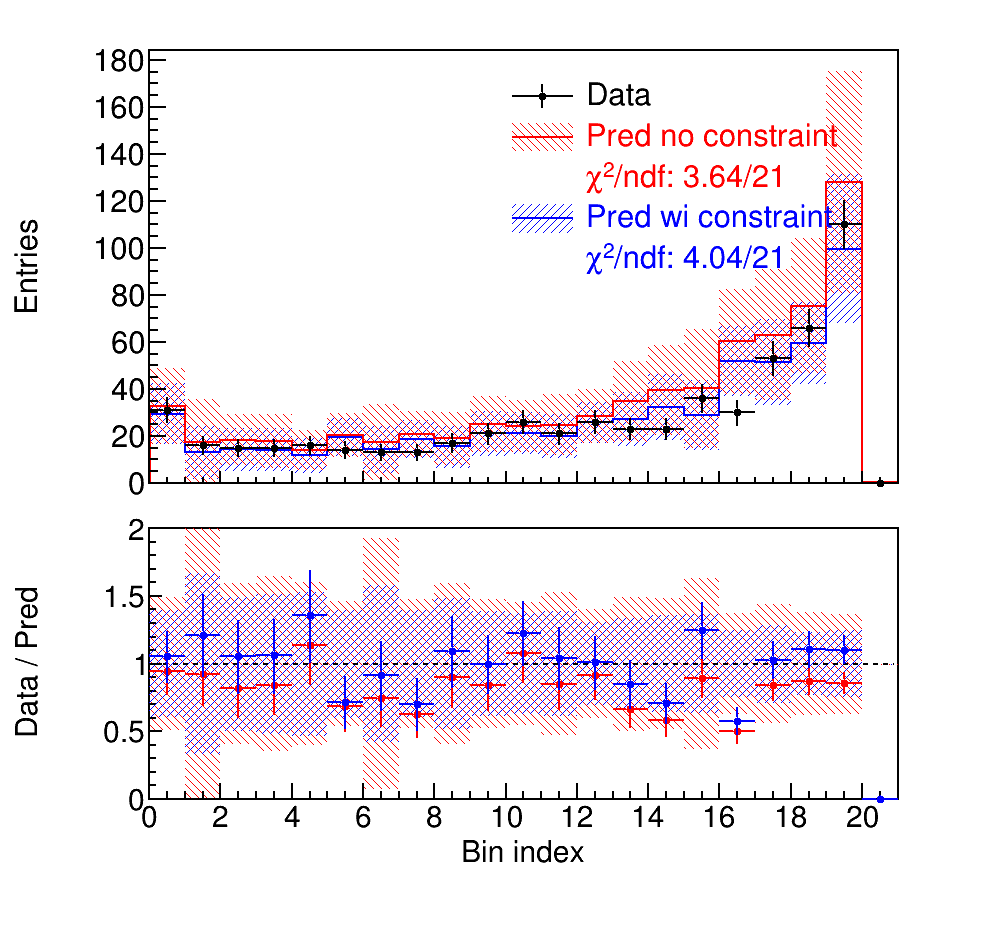 180
160
140
120
100
80
60
40
20
0
Entries
Data
Pred no constraint
χ²/ndf: 3.64/21
Pred wi constraint
χ²/ndf: 4.04/21
2
1.5
1
0.5
0
Data / Pred
0 2 4 6 8 10 12 14 16 18 20
Bin index